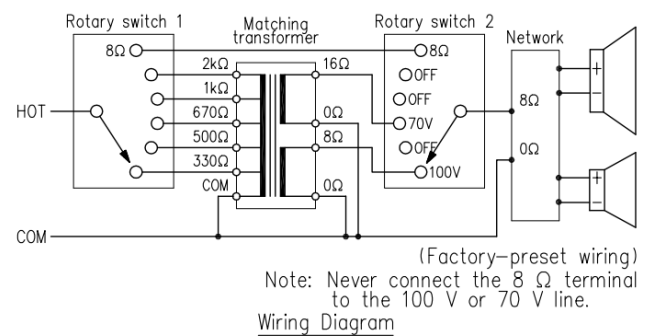 Rotary switch 1
Matching
transformer
Rotary switch 2
Network
8Ω
2kΩ
1kΩ
670Ω
500Ω
330Ω
COM
16Ω
0Ω
8Ω
0Ω
8Ω
OFF
OFF
70V
OFF
100V
8Ω
0Ω
+
−
+
−
HOT
COM
(Factory-preset wiring)
Note: Never connect the 8 Ω terminal
to the 100 V or 70 V line.
Wiring Diagram